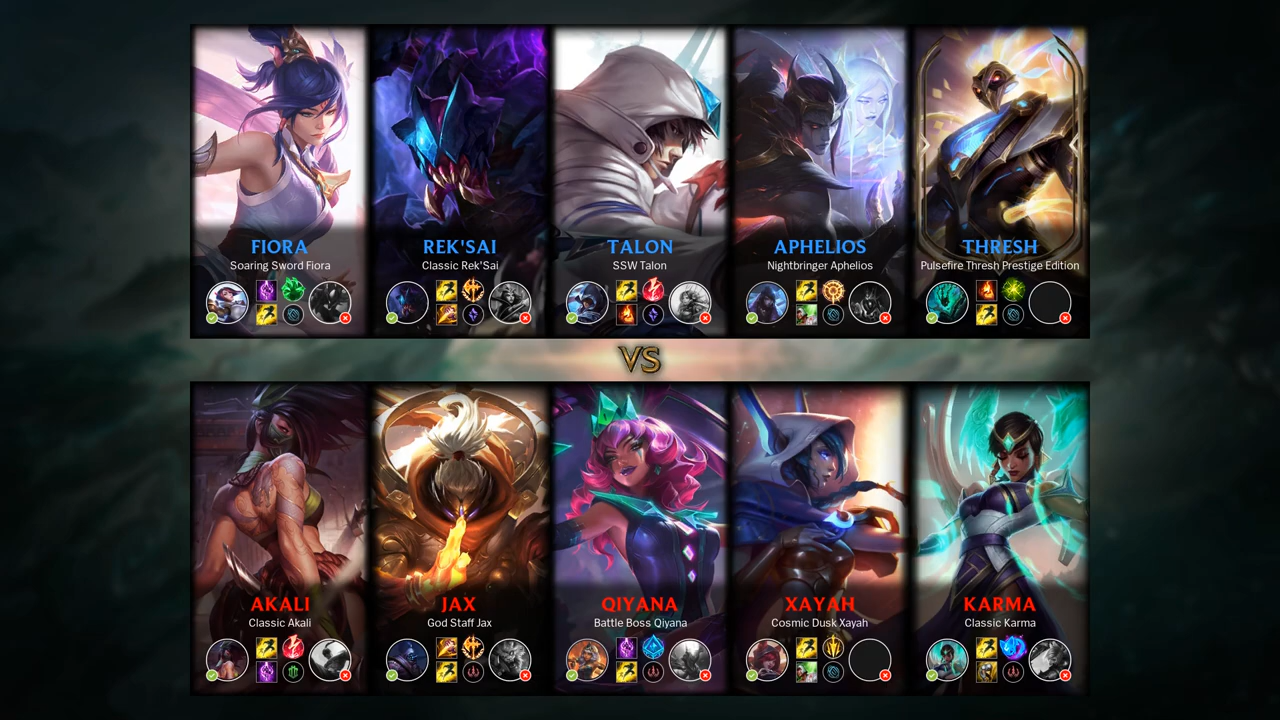 FIORA
Soaring Sword Fiora
REK'SAI
Classic Rek'Sai
TALON
SSW Talon
APHELIOS
Nightbringer Aphelios
THRESH
Pulsefire Thresh Prestige Edition
VS
AKALI
Classic Akali
JAX
God Staff Jax
QIYANA
Battle Boss Qiyana
XAYAH
Cosmic Dusk Xayah
KARMA
Classic Karma